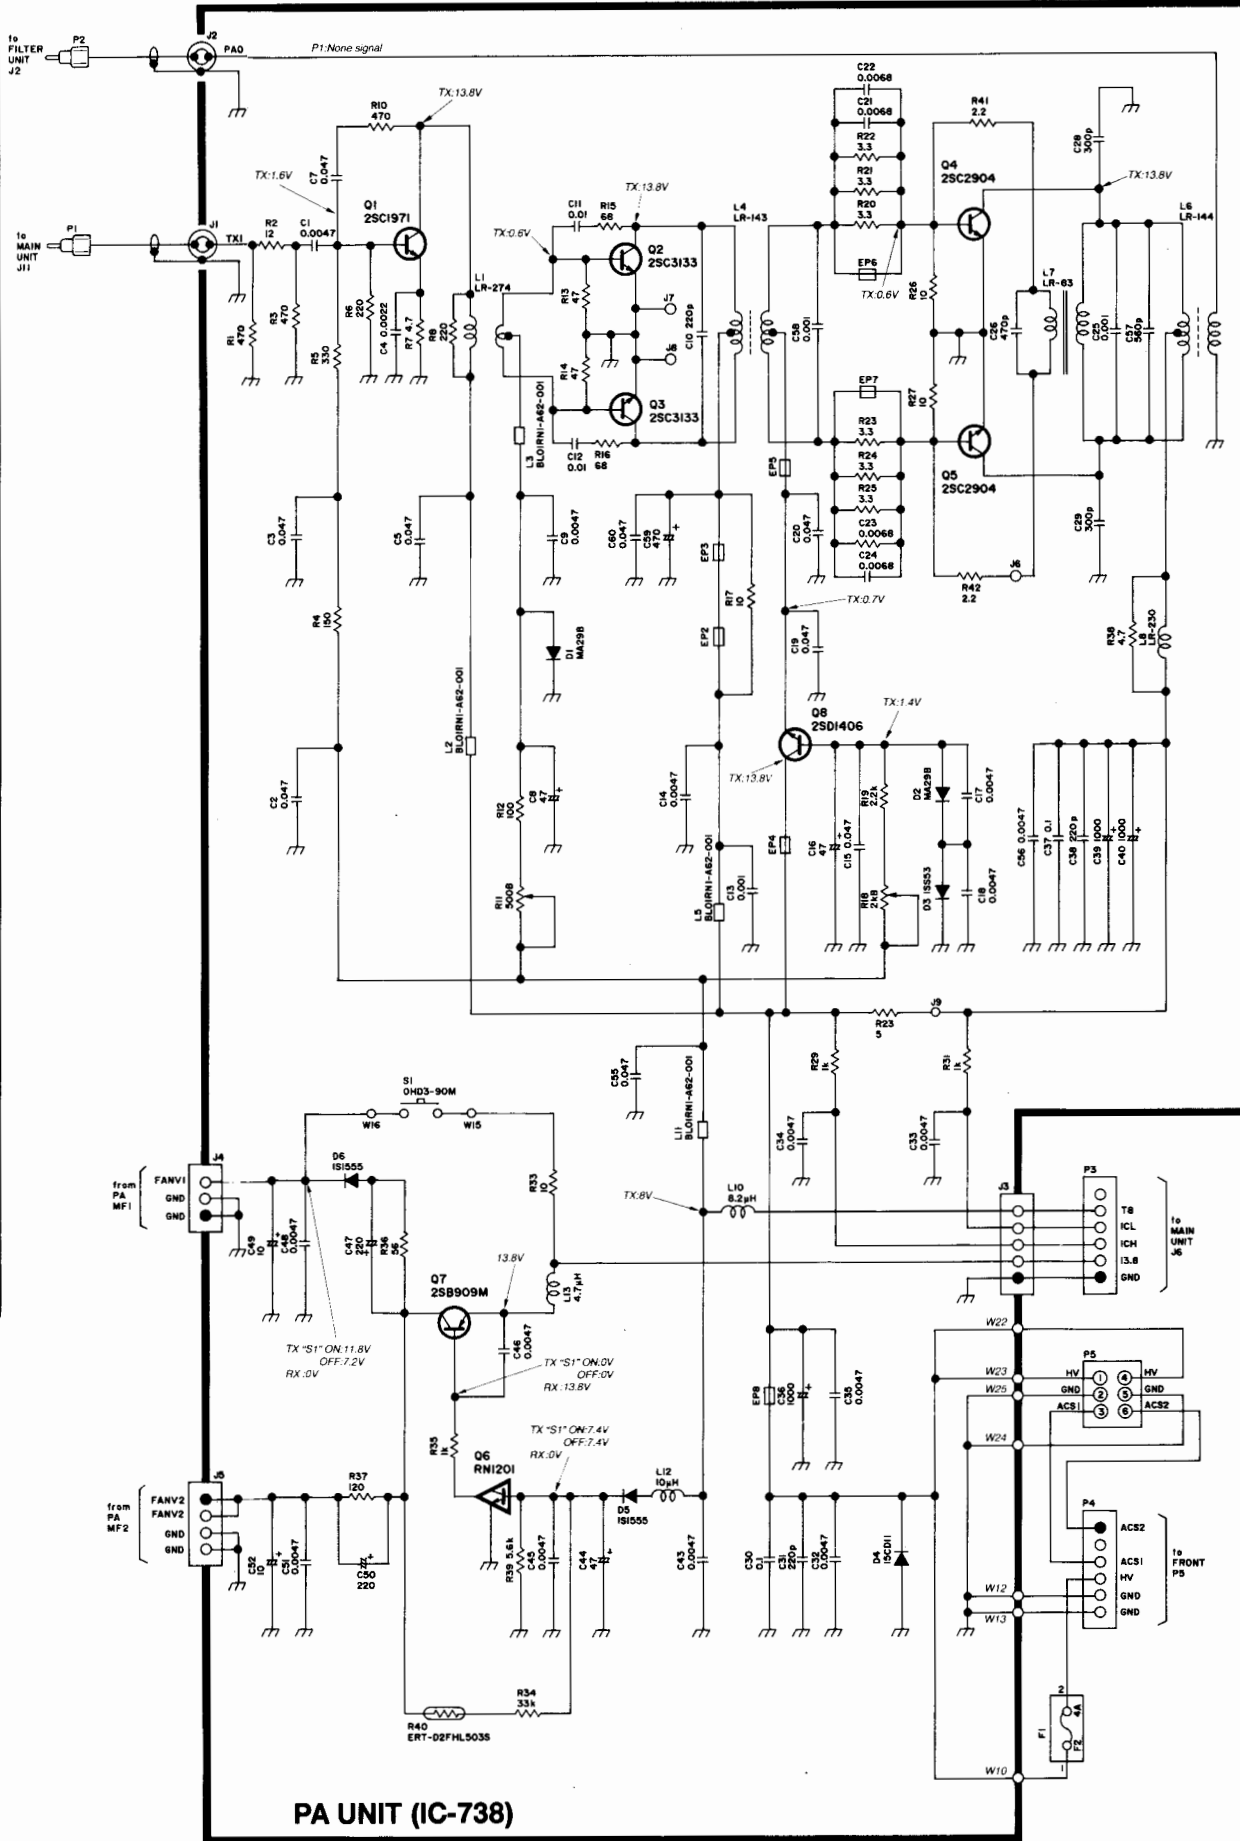 to
FILTER
UNIT
J2
P2
J2
PAO
P1:None signal
to
MAIN
UNIT
J11
P1
J1
TX1
R2
12
C1
0.0047
R1
470
R3
470
R5
330
C7
0.047
R10
470
TX:13.8V
TX:1.6V
Q1
2SC1971
R6
220
C4 0.0022
R7 4.7
R8
220
L1
LR-274
C11
0.01
R15
68
TX:13.8V
TX:0.6V
Q2
2SC3133
R13
47
R14
47
J7
J8
Q3
2SC3133
C12
0.01
R16
68
C10 220p
L4
LR-143
L3
BL01RN1-A62-001
C22
0.0068
C21
0.0068
R22
3.3
R21
3.3
R20
3.3
EP6
TX:0.6V
C58
0.001
EP7
R23
3.3
R24
3.3
R25
3.3
C23
0.0068
C24
0.0068
R41
2.2
Q4
2SC2904
R26
10
R27
10
Q5
2SC2904
R42
2.2
J6
C26
470p
L7
LR-83
C28
300p
TX:13.8V
L6
LR-144
C25
0.001
C27
560p
C29
300p
C3
0.047
C5
0.047
C9
0.0047
C60
0.047
C59
470
EP3
EP5
C20
0.047
R17
10
EP2
TX:0.7V
C19
0.047
R4
150
D1
MA29B
R38
4.7
L8
LR-230
C2
0.047
L2
BL01RN1-A62-001
R12
100
C8
47
R11
500B
C14
0.0047
L5
BL01RN1-A62-001
C13
0.001
Q8
2SD1406
TX:13.8V
TX:1.4V
EP4
C16
47
C15 0.047
R19
2.2k
R18
2kB
D2
MA29B
D3 1SS53
C17
0.0047
C18
0.0047
C56 0.0047
C37 0.1
C38 220p
C39 1000
C40 1000
R23
5
J9
C55
0.047
L11
BL01RN1-A62-001
R29
1k
R31
1k
C34
0.0047
C33
0.0047
S1
OHD3-90M
W16
W15
from
PA
MF1
J4
FANV1
GND
GND
D6
1S1555
C49
10
C48
0.0047
C47
220
R36
56
R33
10
TX:8V
L10
8.2µH
J3
P3
T8
ICL
ICH
13.8
GND
to
MAIN
UNIT
J6
Q7
2SB909M
13.8V
L13
4.7µH
C46
0.0047
TX "S1" ON:11.8V
OFF:7.2V
RX:0V
TX "S1" ON:0V
OFF:0V
RX:13.8V
R35
1k
Q6
RN1201
TX "S1" ON:7.4V
OFF:7.4V
RX:0V
EP8
C36
1000
C35
0.0047
W22
W23
W25
W24
P5
HV
1
4
HV
GND
2
5
GND
ACS1
3
6
ACS2
from
PA
MF2
J5
FANV2
FANV2
GND
GND
R37
120
C52
10
C51
0.0047
C50
220
D5
1S1555
L12
10µH
R39 5.6k
C45
0.0047
C44
47
C43
0.0047
C30
0.1
C31
220p
C32
0.0047
D4
15CD11
P4
ACS2
ACS1
HV
GND
GND
to
FRONT
P5
W12
W13
R34
33k
R40
ERT-D2FHL503S
F1
2
4A
F2
1
W10
PA UNIT (IC-738)